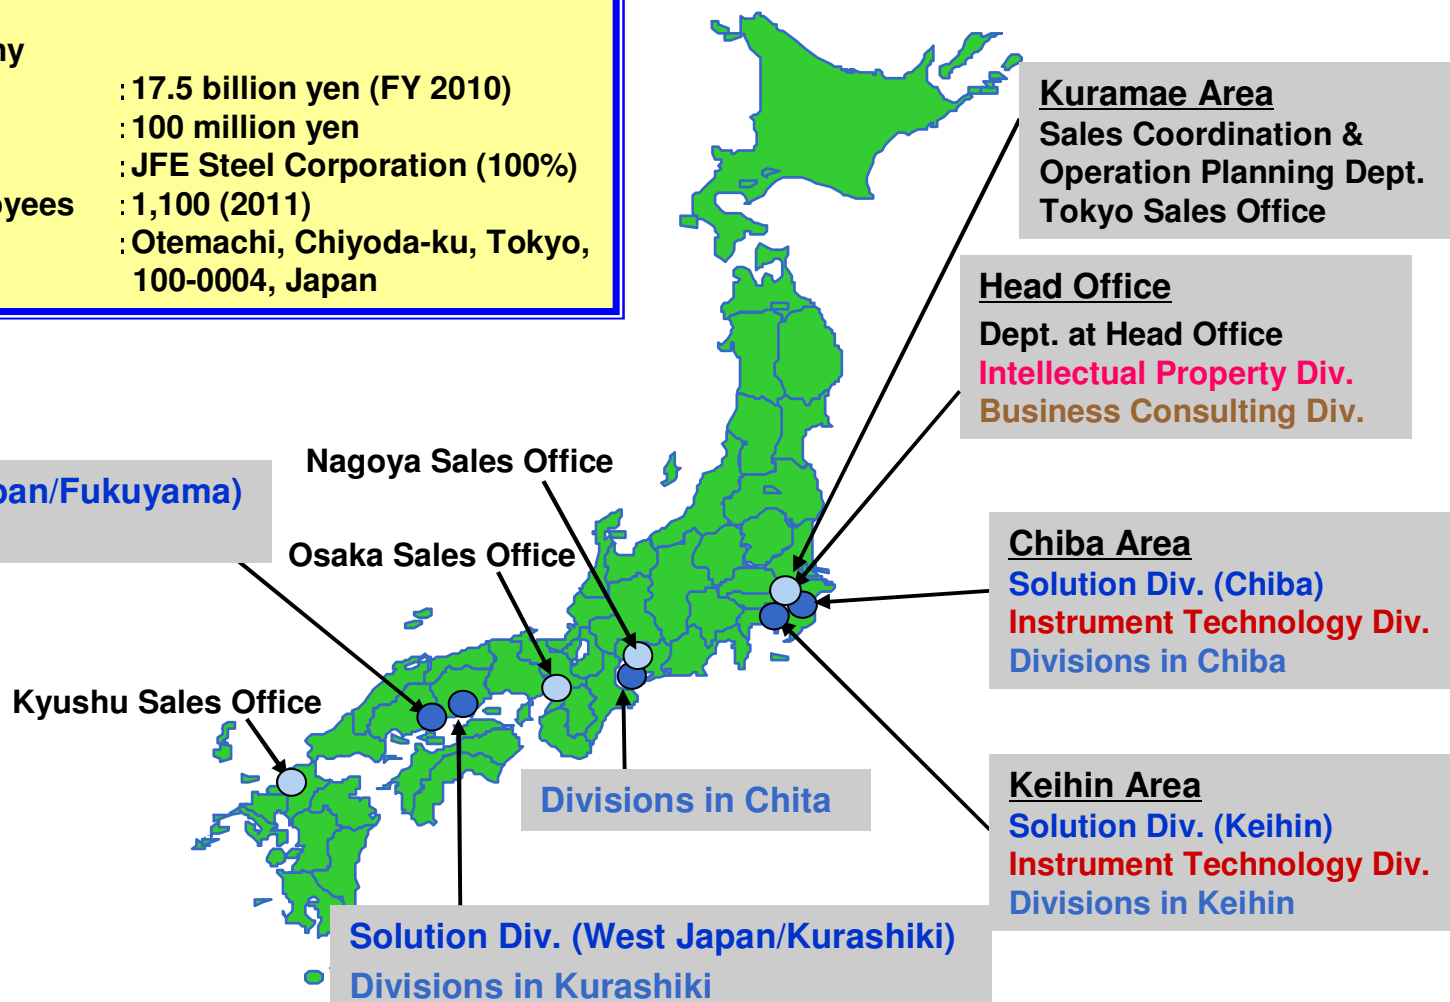 : 17.5 billion yen (FY 2010)
: 100 million yen
: JFE Steel Corporation (100%)
: 1,100 (2011)
: Otemachi, Chiyoda-ku, Tokyo,
100-0004, Japan
Kuramae Area
Sales Coordination &
Operation Planning Dept.
Tokyo Sales Office
Head Office
Dept. at Head Office
Intellectual Property Div.
Business Consulting Div.
Nagoya Sales Office
pan/Fukuyama)
Osaka Sales Office
Chiba Area
Solution Div. (Chiba)
Instrument Technology Div.
Divisions in Chiba
Kyushu Sales Office
Divisions in Chita
Keihin Area
Solution Div. (Keihin)
Instrument Technology Div.
Divisions in Keihin
Solution Div. (West Japan/Kurashiki)
Divisions in Kurashiki